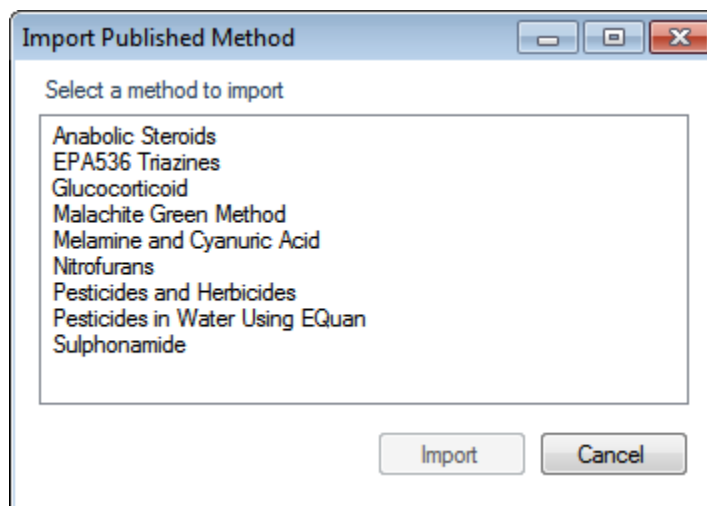 Import Published Method
Select a method to import
Anabolic Steroids
EPA536 Triazines
Glucocorticoid
Malachite Green Method
Melamine and Cyanuric Acid
Nitrofurans
Pesticides and Herbicides
Pesticides in Water Using EQuan
Sulphonamide
Import Cancel